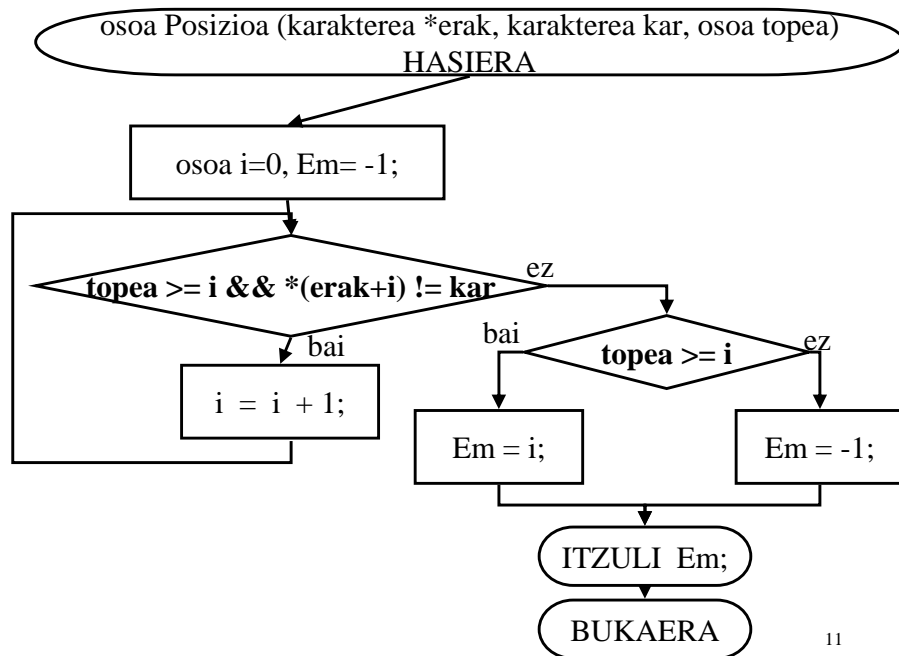 osoa Posizioa (karakterea *erak, karakterea kar, osoa topea)
HASIERA
osoa i=0, Em= -1;
topea >= i && *(erak+i) != kar
ez
bai
i = i + 1;
bai
topea >= i
ez
Em = i;
Em = -1;
ITZULI Em;
BUKAERA
11